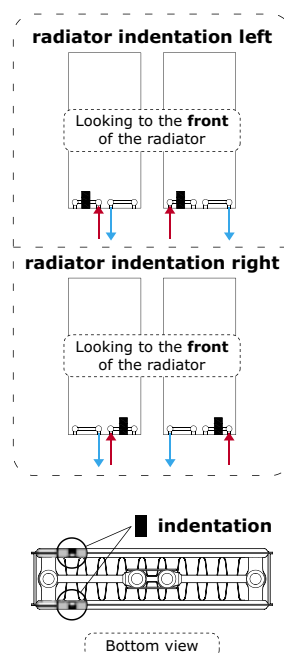 radiator indentation left
Looking to the front
of the radiator
radiator indentation right
Looking to the front
of the radiator
indentation
Bottom view